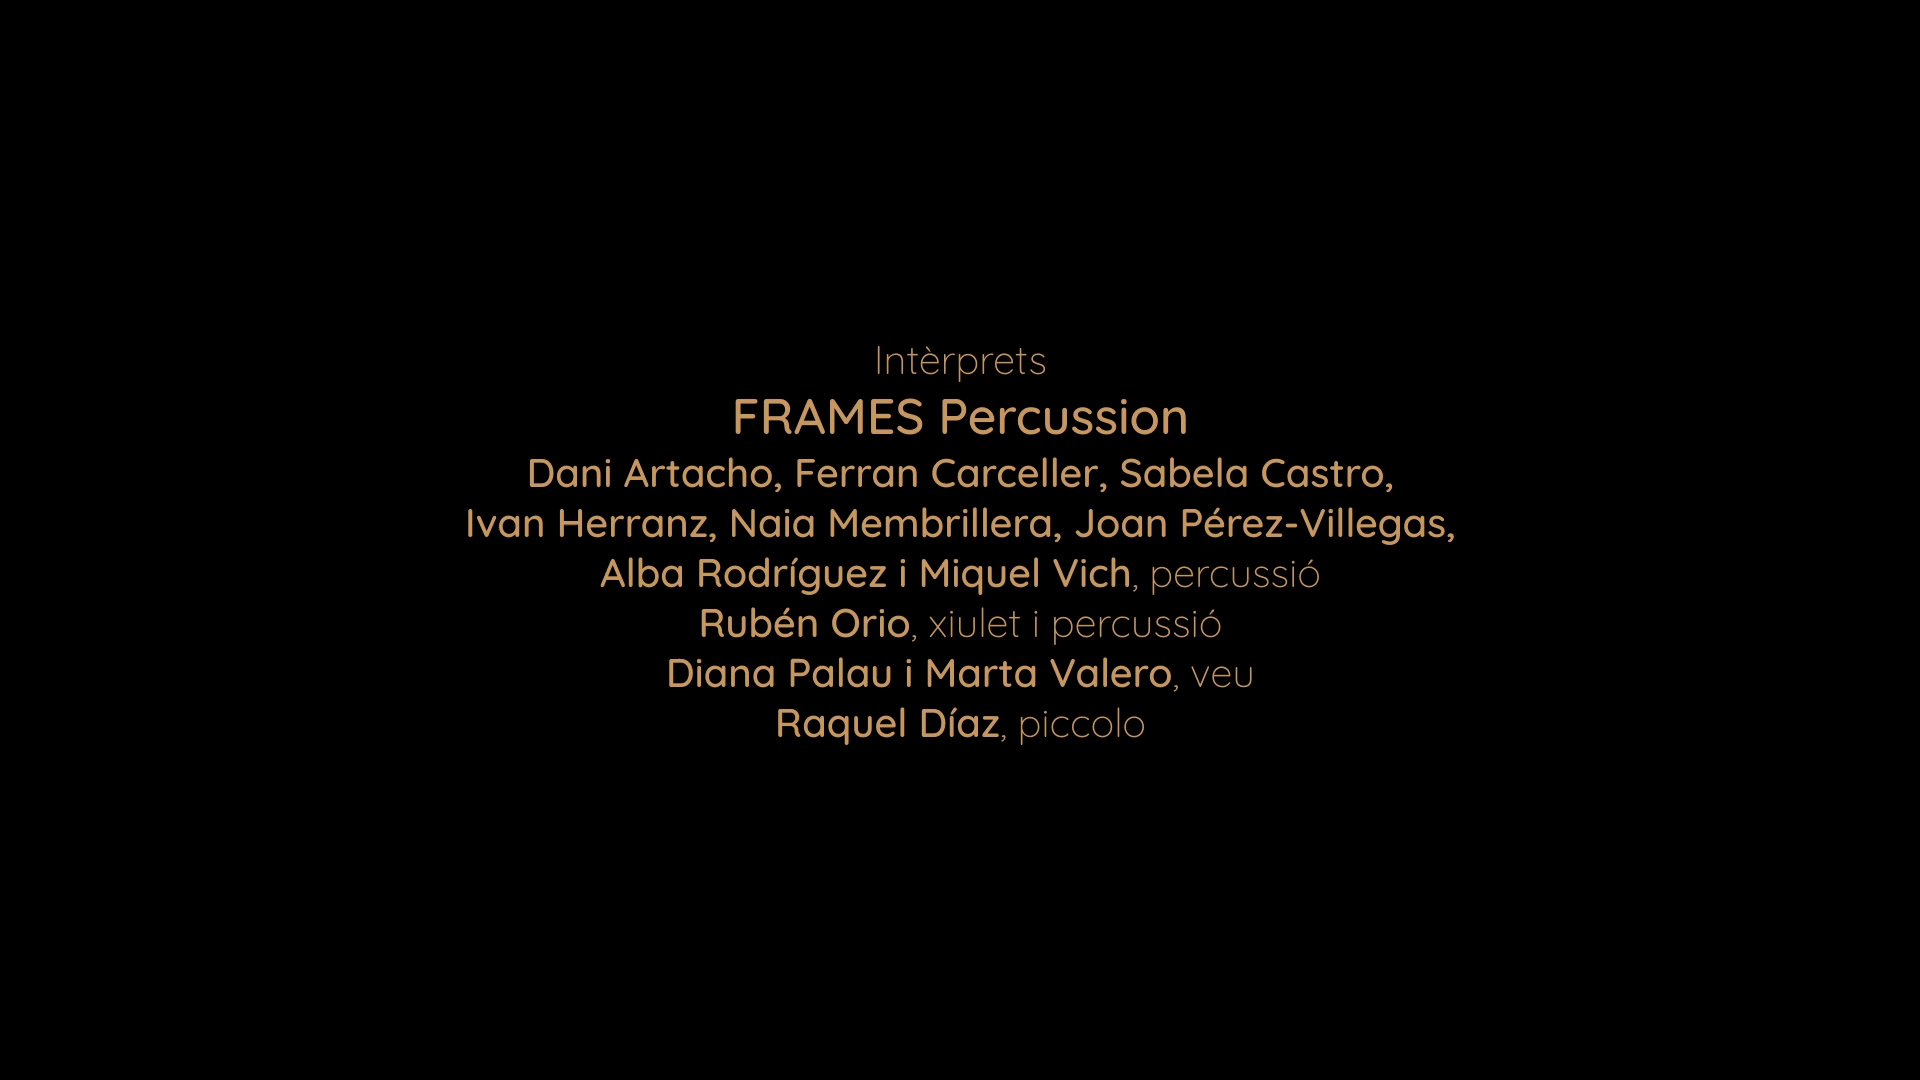 Intèrprets
FRAMES Percussion
Dani Artacho, Ferran Carceller, Sabela Castro,
Ivan Herranz, Naia Membrillera, Joan Pérez-Villegas,
Alba Rodríguez i Miquel Vich, percussió
Rubén Orio, xiulet i percussió
Diana Palau i Marta Valero, veu
Raquel Díaz, piccolo